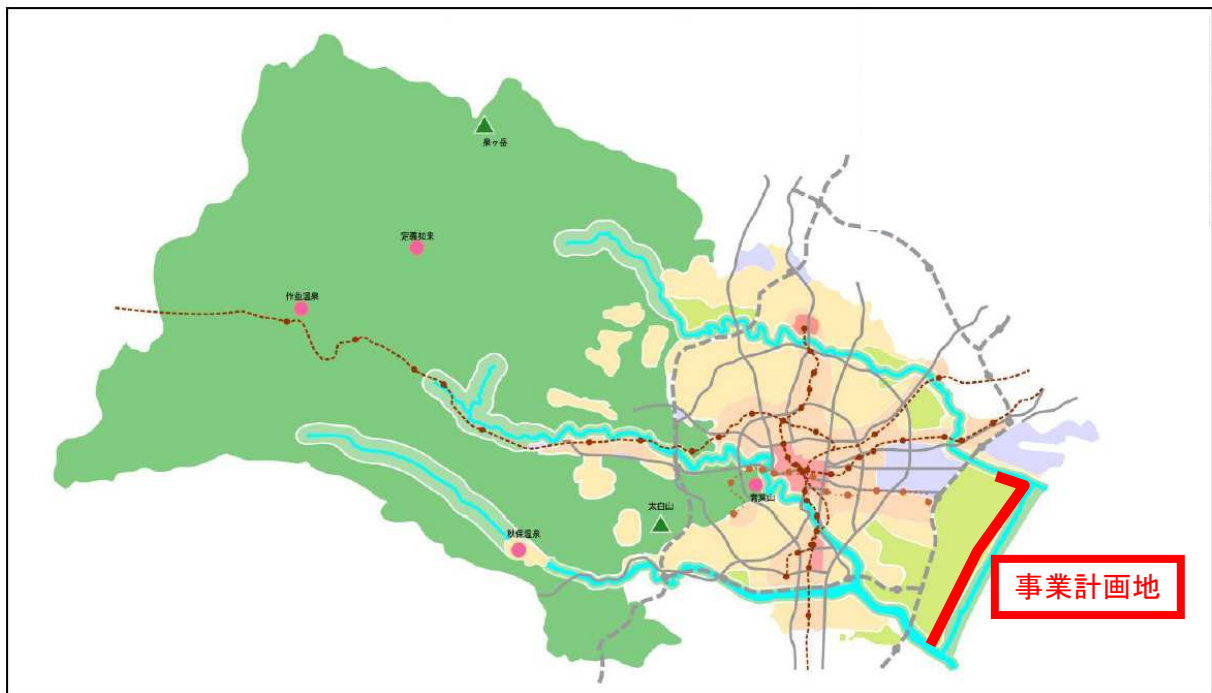 泉ヶ岳
定義如来
作並温泉
太白山
青葉山
秋保温泉
事業計画地